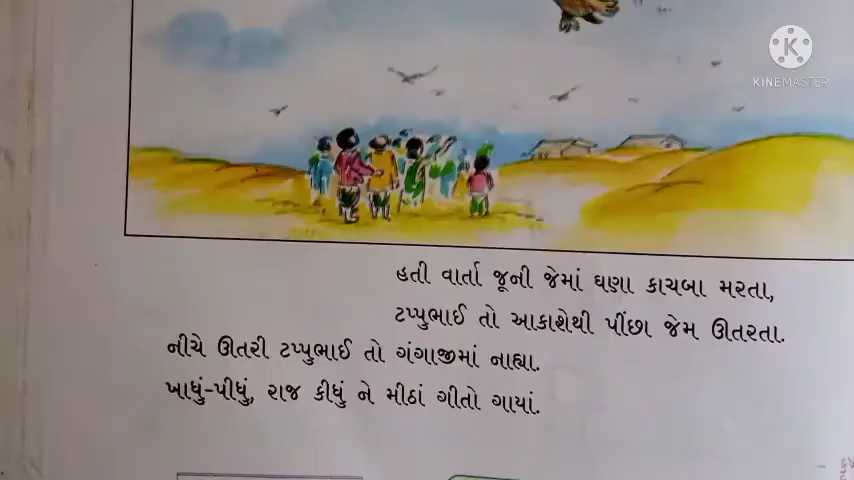 KINEMASTER
હતી વાર્તા જૂની જેમાં ઘણા કાચબા મરતા,
ટપ્પુભાઈ તો આકાશેથી પીંછા જેમ ઊતરતા.
નીચે ઊતરી ટપ્પુભાઈ તો ગંગાજીમાં નાહ્યા.
ખાધું-પીધું, રાજ કીધું ને મીઠાં ગીતો ગાયાં.